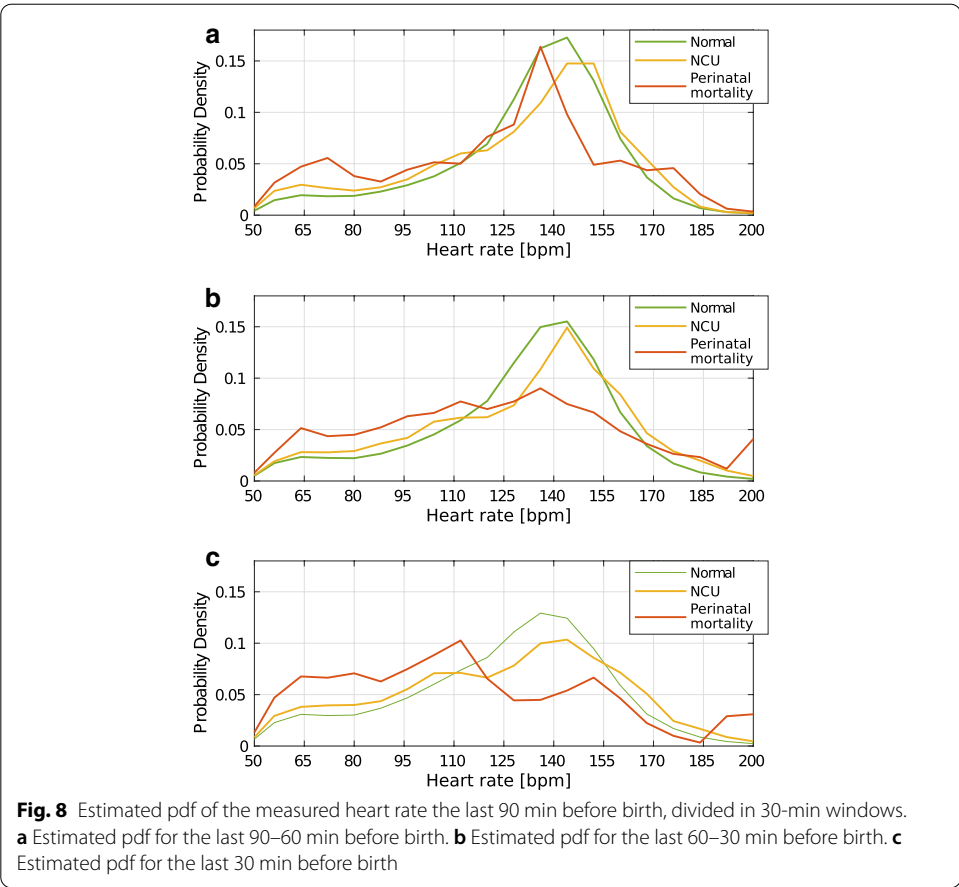 a
Normal
NCU
Perinatal
mortality
0.15
0.1
0.05
0
Probability Density
50 65 80 95 110 125 140 155 170 185 200
Heart rate [bpm]
b
Normal
NCU
Perinatal
mortality
0.15
0.1
0.05
0
Probability Density
50 65 80 95 110 125 140 155 170 185 200
Heart rate [bpm]
c
Normal
NCU
Perinatal
mortality
0.15
0.1
0.05
0
Probability Density
50 65 80 95 110 125 140 155 170 185 200
Heart rate [bpm]
Fig. 8 Estimated pdf of the measured heart rate the last 90 min before birth, divided in 30-min windows.
a Estimated pdf for the last 90–60 min before birth. b Estimated pdf for the last 60–30 min before birth. c
Estimated pdf for the last 30 min before birth